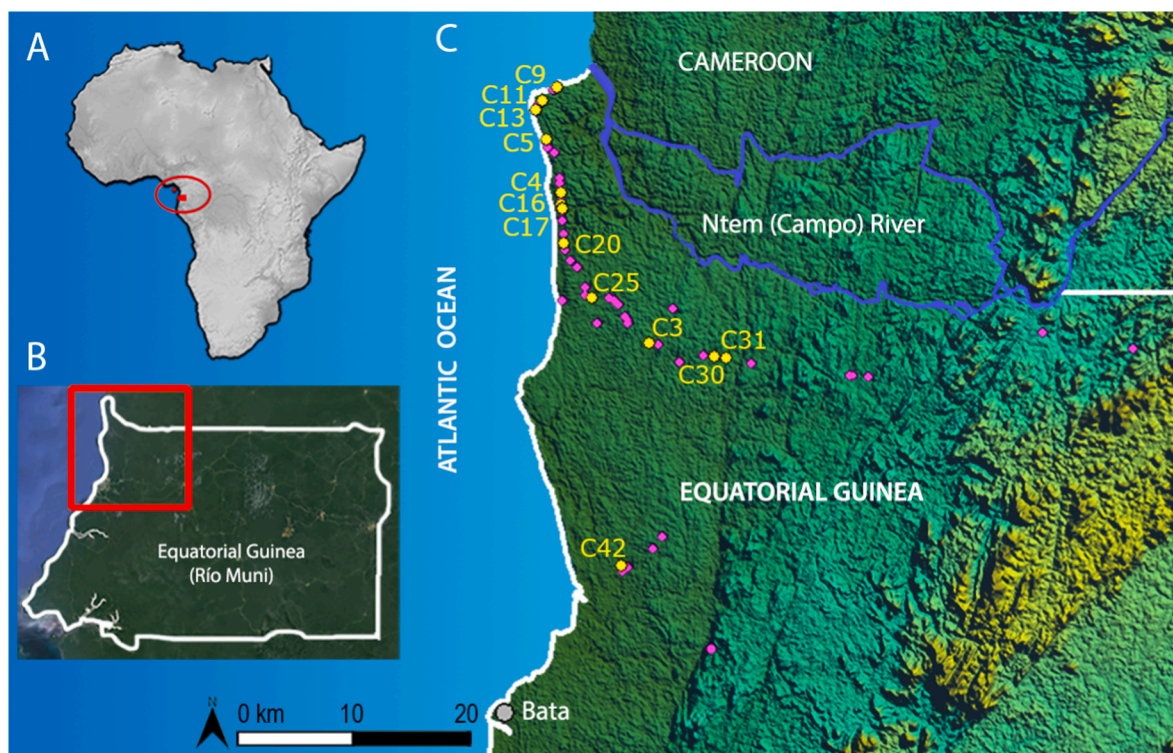 A
C
CAMEROON
C9
C11
C13
C5
C4
C16
C17
C20
Ntem (Campo) River
C25
C3
C31
C30
ATLANTIC OCEAN
B
Equatorial Guinea
(Río Muni)
EQUATORIAL GUINEA
C42
N
0 km 10 20
Bata